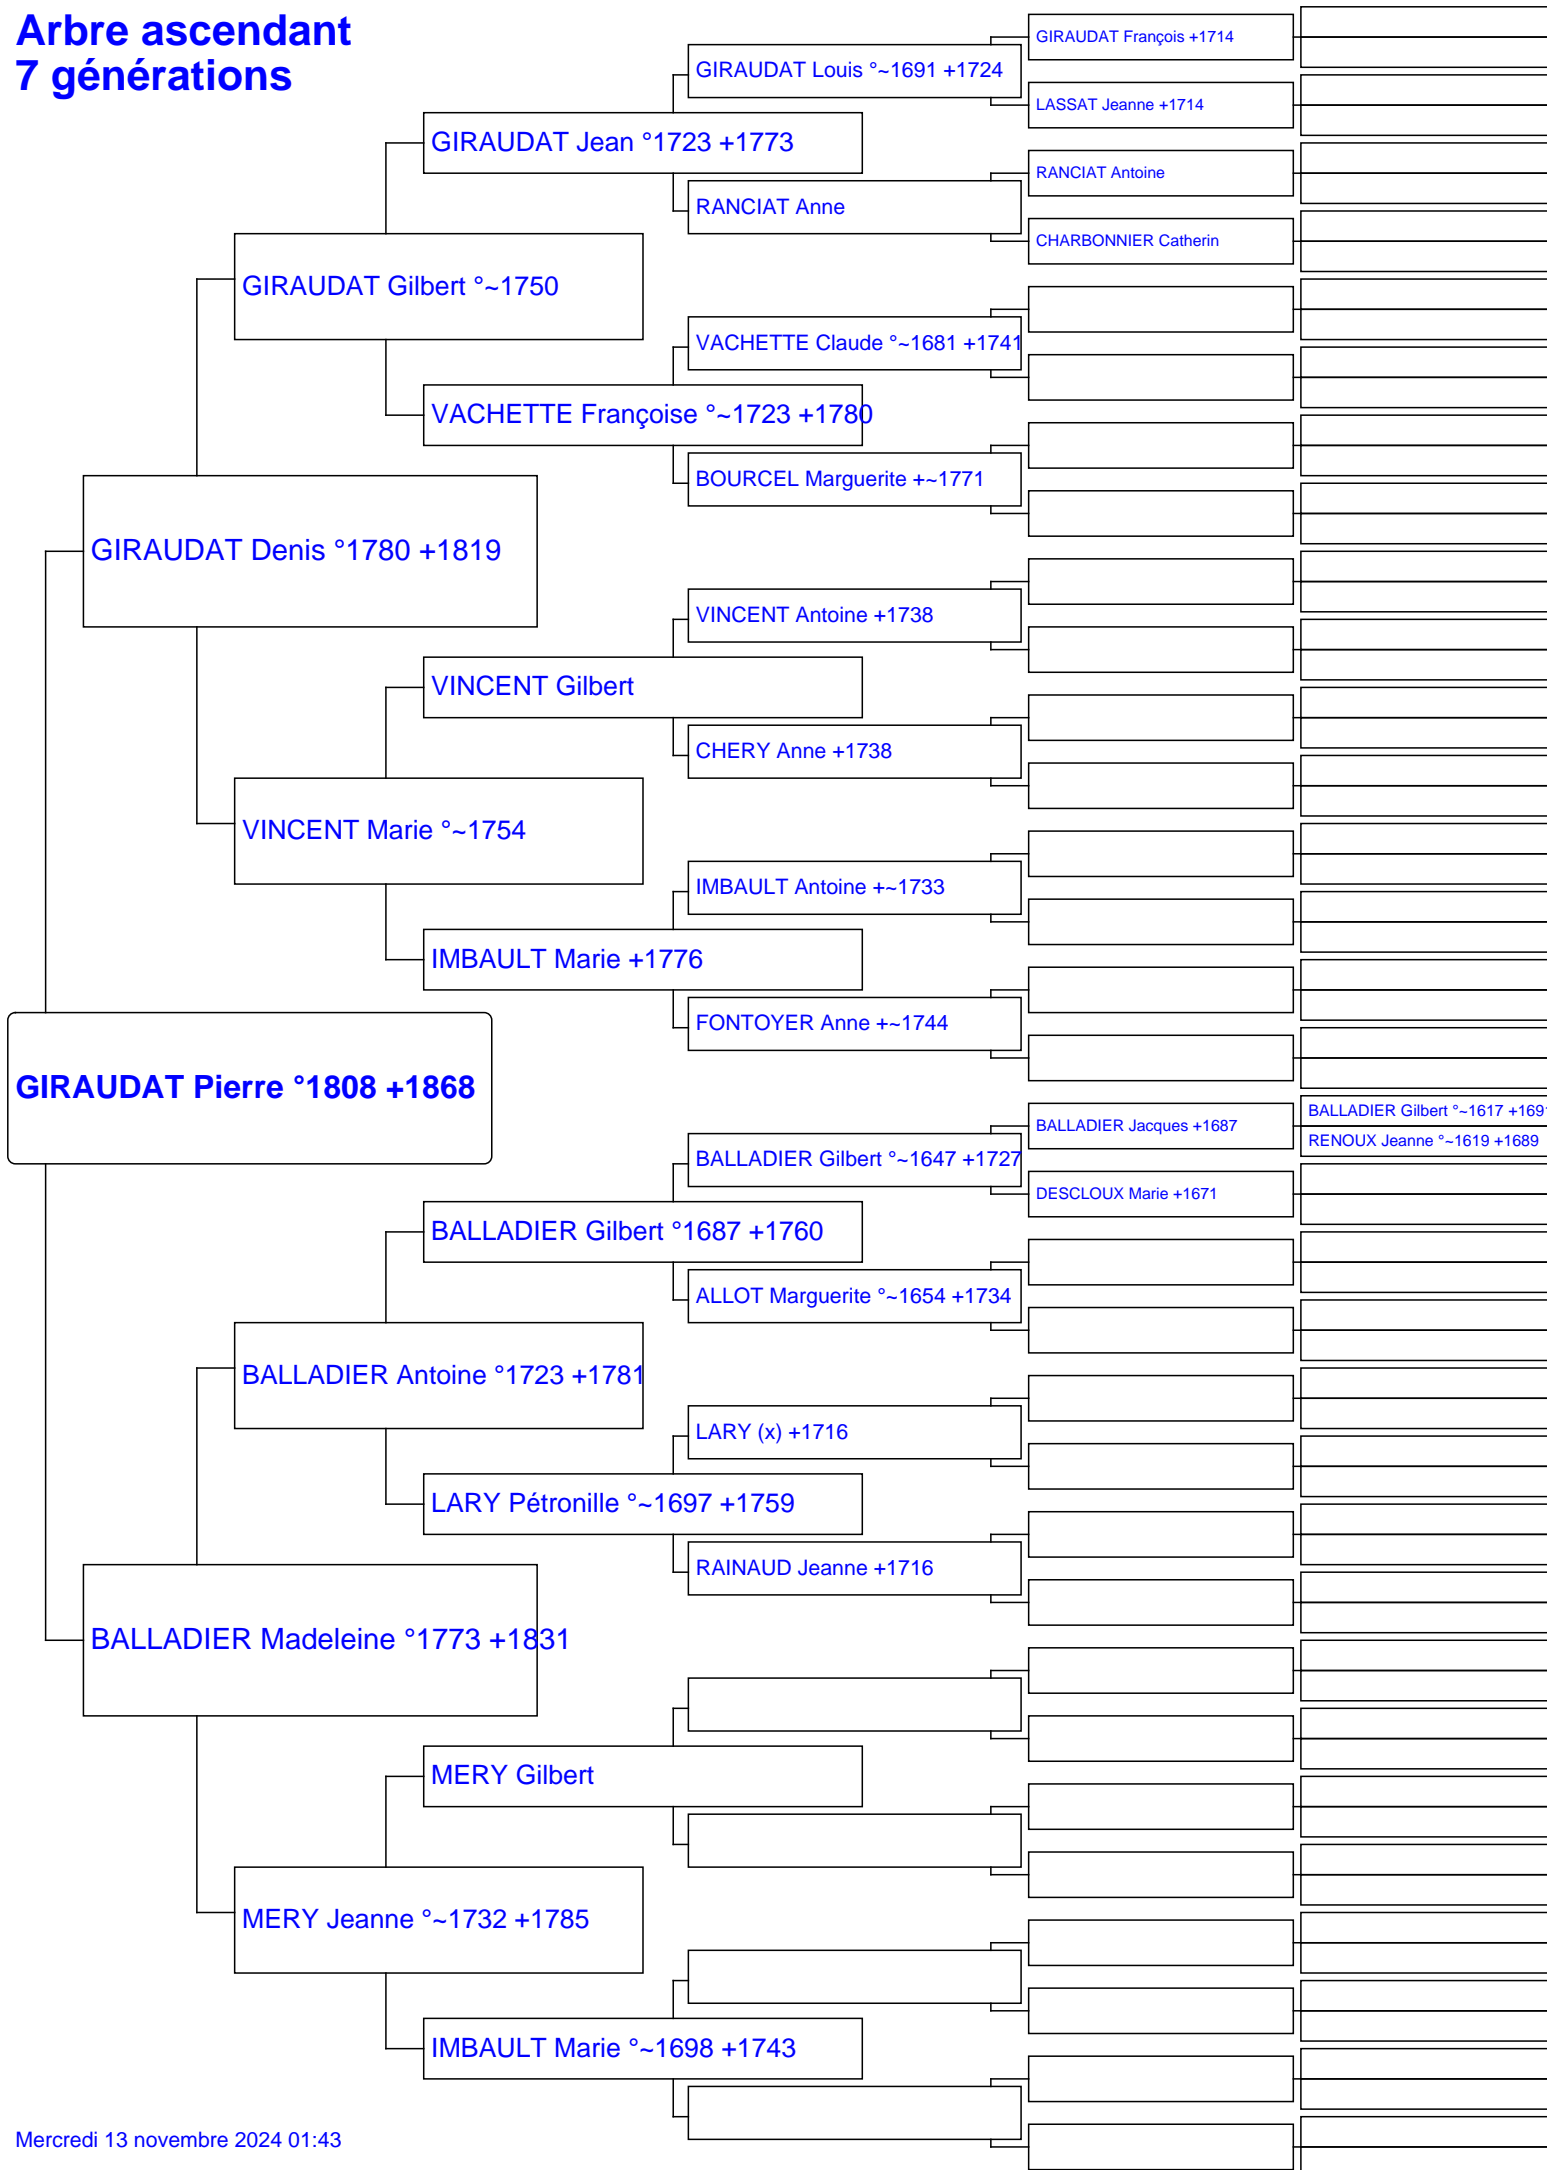 Arbre ascendant
7 générations
GIRAUDAT François +1714
GIRAUDAT Louis °~1691 +1724
LASSAT Jeanne +1714
GIRAUDAT Jean °1723 +1773
RANCIAT Antoine
RANCIAT Anne
CHARBONNIER Catherin
GIRAUDAT Gilbert °~1750
VACHETTE Claude °~1681 +1741
VACHETTE Françoise °~1723 +1780
BOURCEL Marguerite +~1771
GIRAUDAT Denis °1780 +1819
VINCENT Antoine +1738
VINCENT Gilbert
CHERY Anne +1738
VINCENT Marie °~1754
IMBAULT Antoine +~1733
IMBAULT Marie +1776
FONTOYER Anne +~1744
GIRAUDAT Pierre °1808 +1868
BALLADIER Gilbert °~1617 +1691
BALLADIER Jacques +1687
RENOUX Jeanne °~1619 +1689
BALLADIER Gilbert °~1647 +1727
DESCLOUX Marie +1671
BALLADIER Gilbert °1687 +1760
ALLOT Marguerite °~1654 +1734
BALLADIER Antoine °1723 +1781
LARY (x) +1716
LARY Pétronille °~1697 +1759
RAINAUD Jeanne +1716
BALLADIER Madeleine °1773 +1831
MERY Gilbert
MERY Jeanne °~1732 +1785
IMBAULT Marie °~1698 +1743
Mercredi 13 novembre 2024 01:43